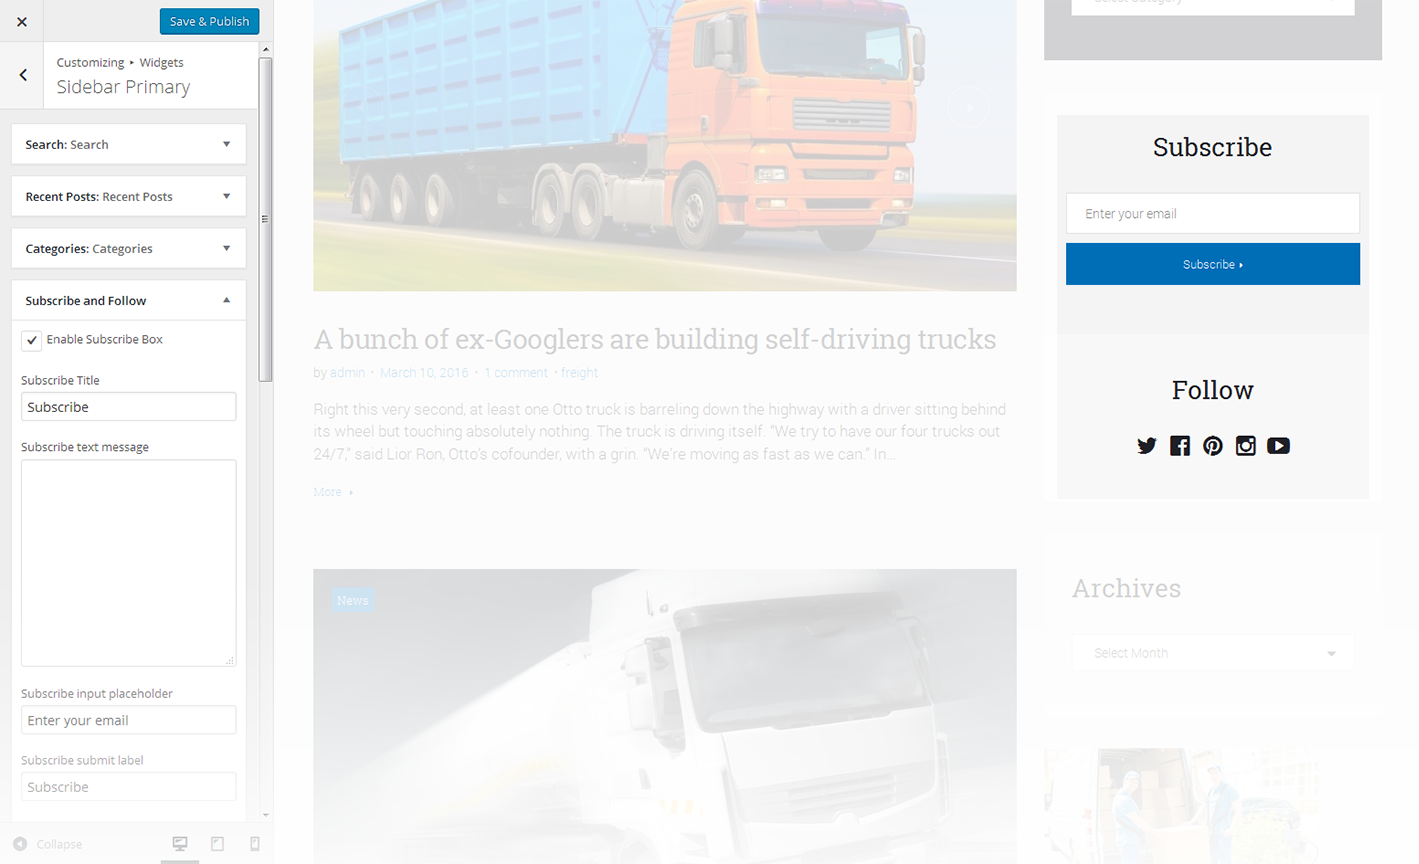 Save & Publish
Customizing ▸ Widgets
Sidebar Primary
Search: Search
Recent Posts: Recent Posts
Categories: Categories
Subscribe and Follow
Enable Subscribe Box
Subscribe Title
Subscribe
Subscribe text message
Subscribe input placeholder
Enter your email
Subscribe submit label
Subscribe
Collapse
A bunch of ex-Googlers are building self-driving trucks
by admin • March 10, 2016 • 1 comment • freight
Right this very second, at least one Otto truck is barreling down the highway with a driver sitting behind
its wheel but touching absolutely nothing. The truck is driving itself. “We try to have our four trucks out
24/7,” said Lior Ron, Otto’s cofounder, with a grin. “We’re moving as fast as we can.” In...
More
News
Select Category
Subscribe
Enter your email
Subscribe
Follow
Archives
Select Month